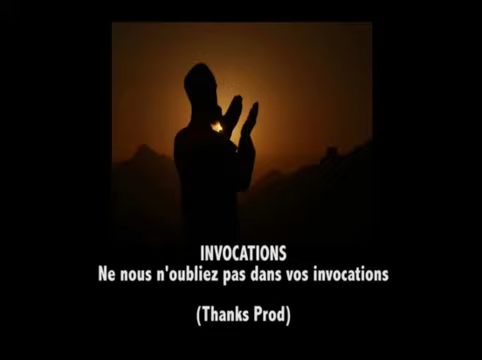 INVOCATIONS
Ne nous n'oubliez pas dans vos invocations
(Thanks Prod)